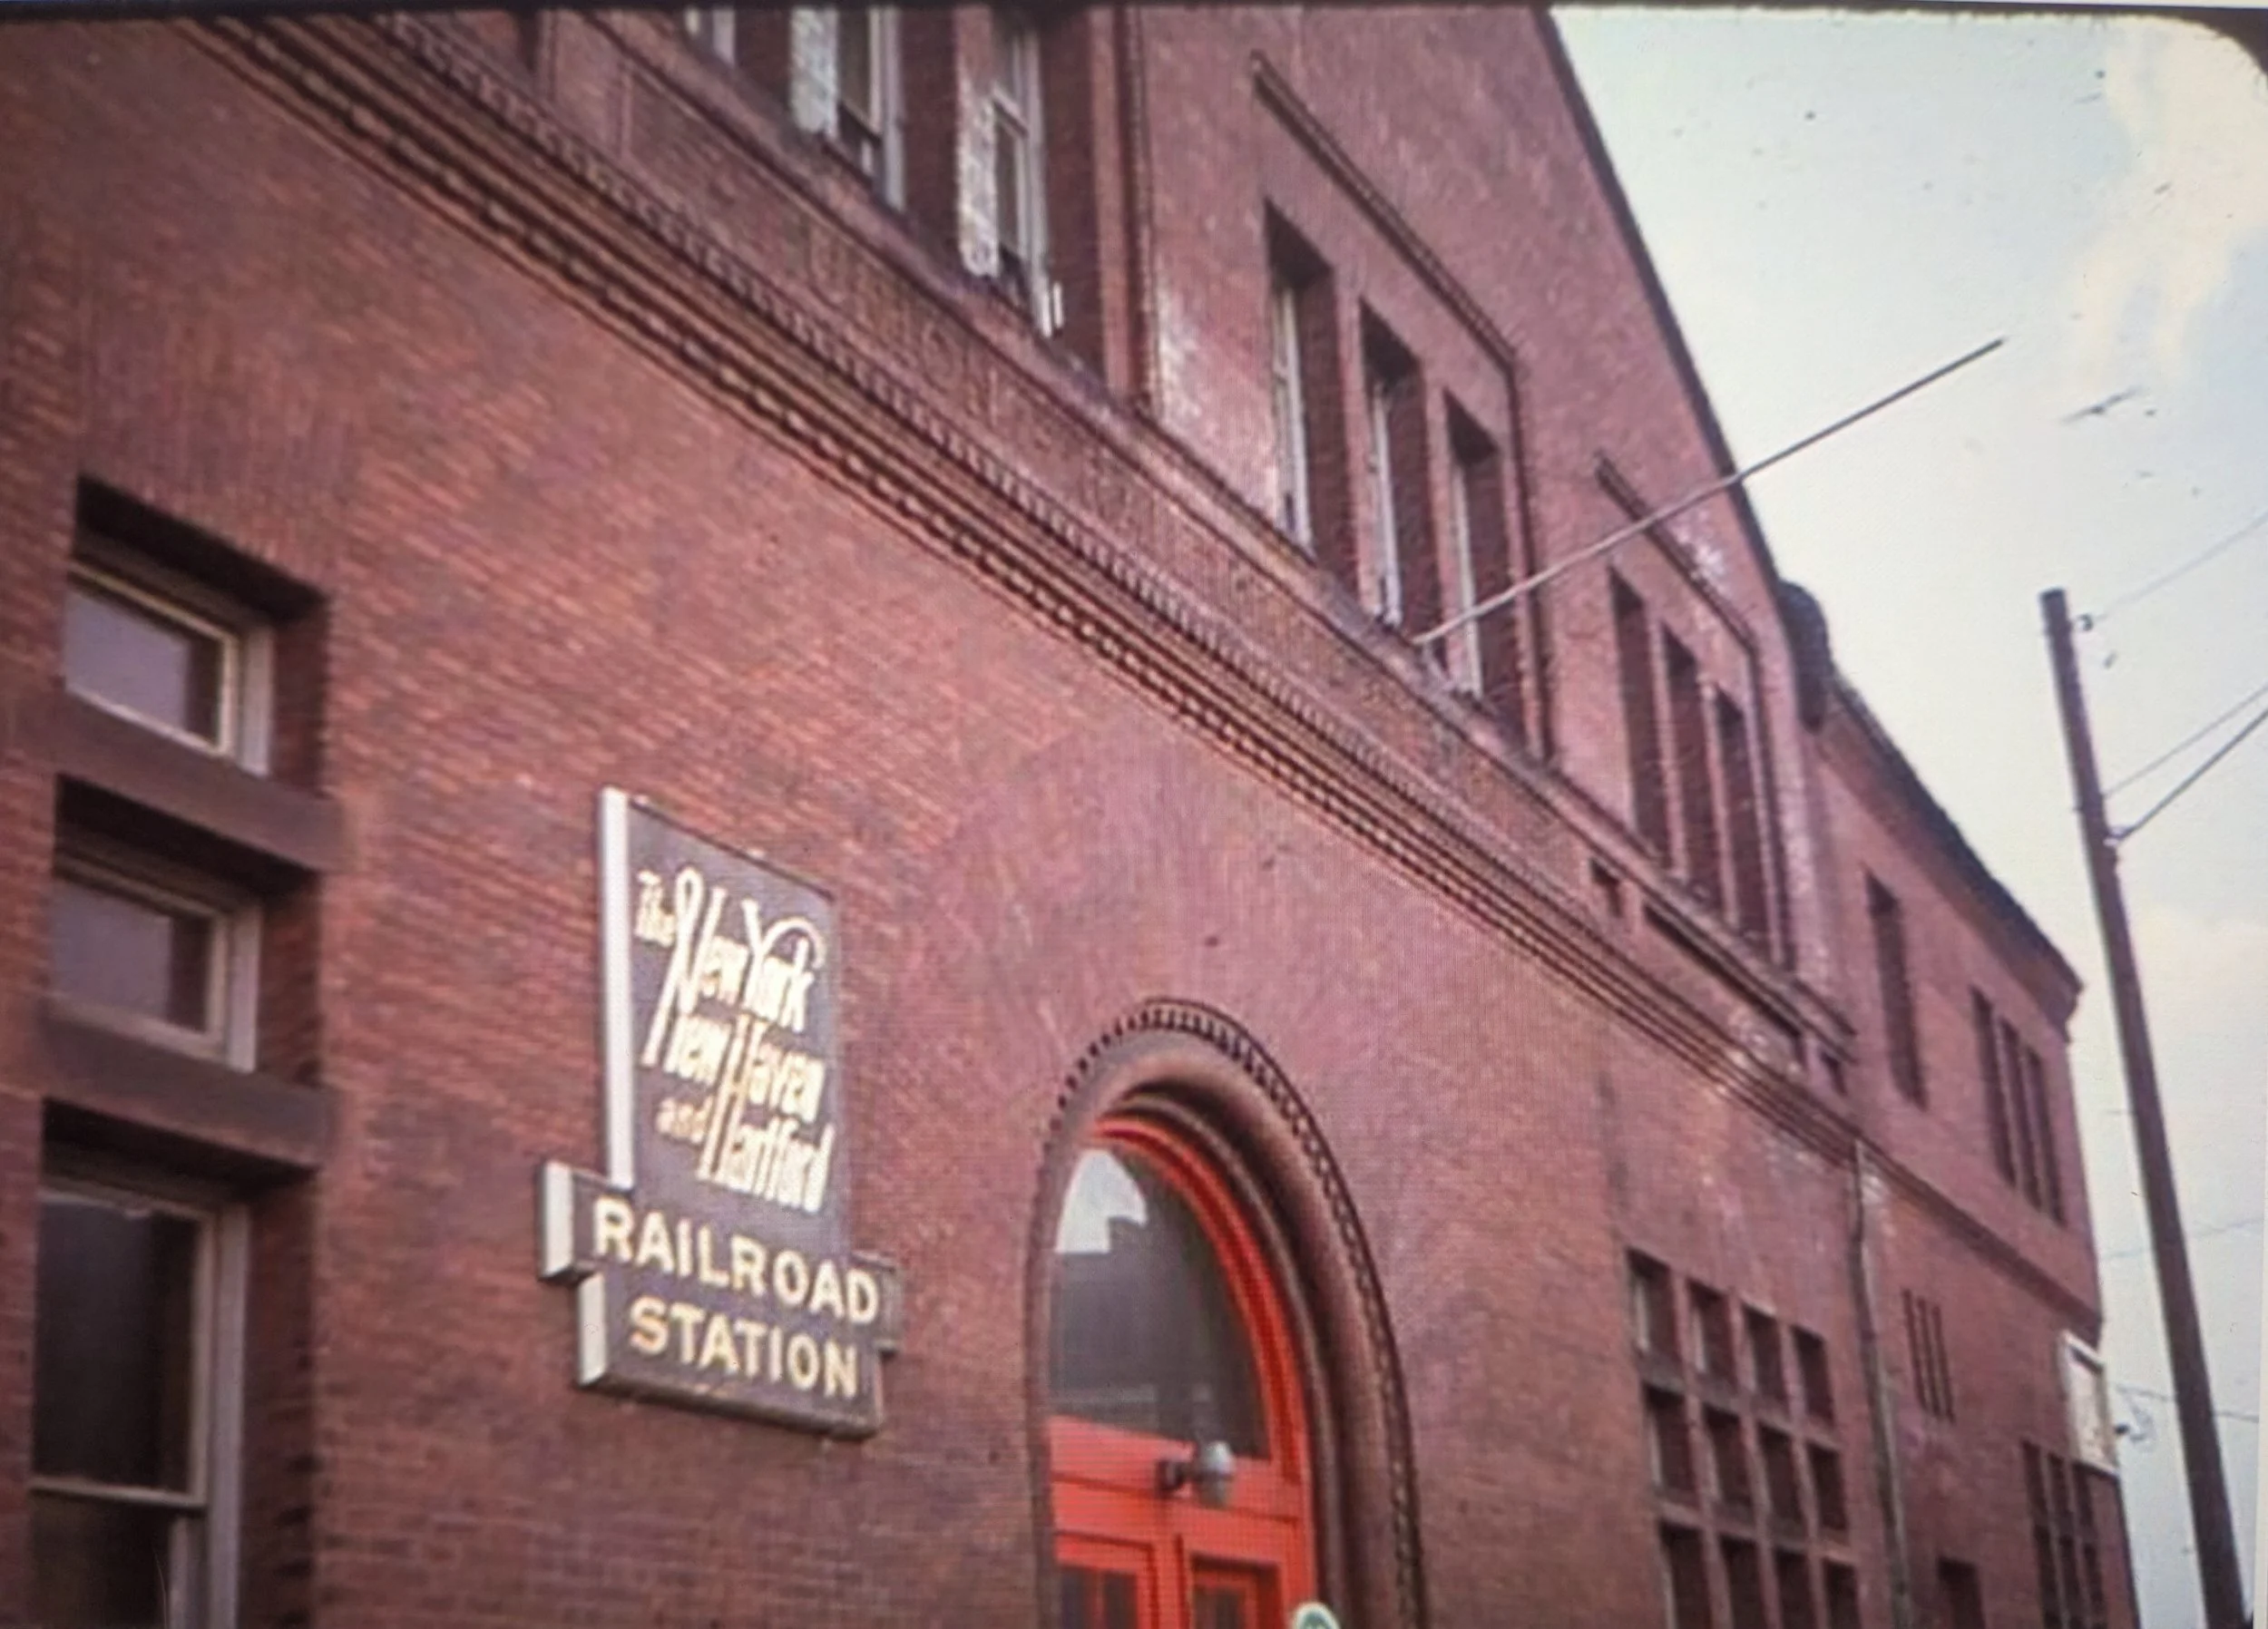 The New York
New Haven
and Hartford
RAILROAD
STATION